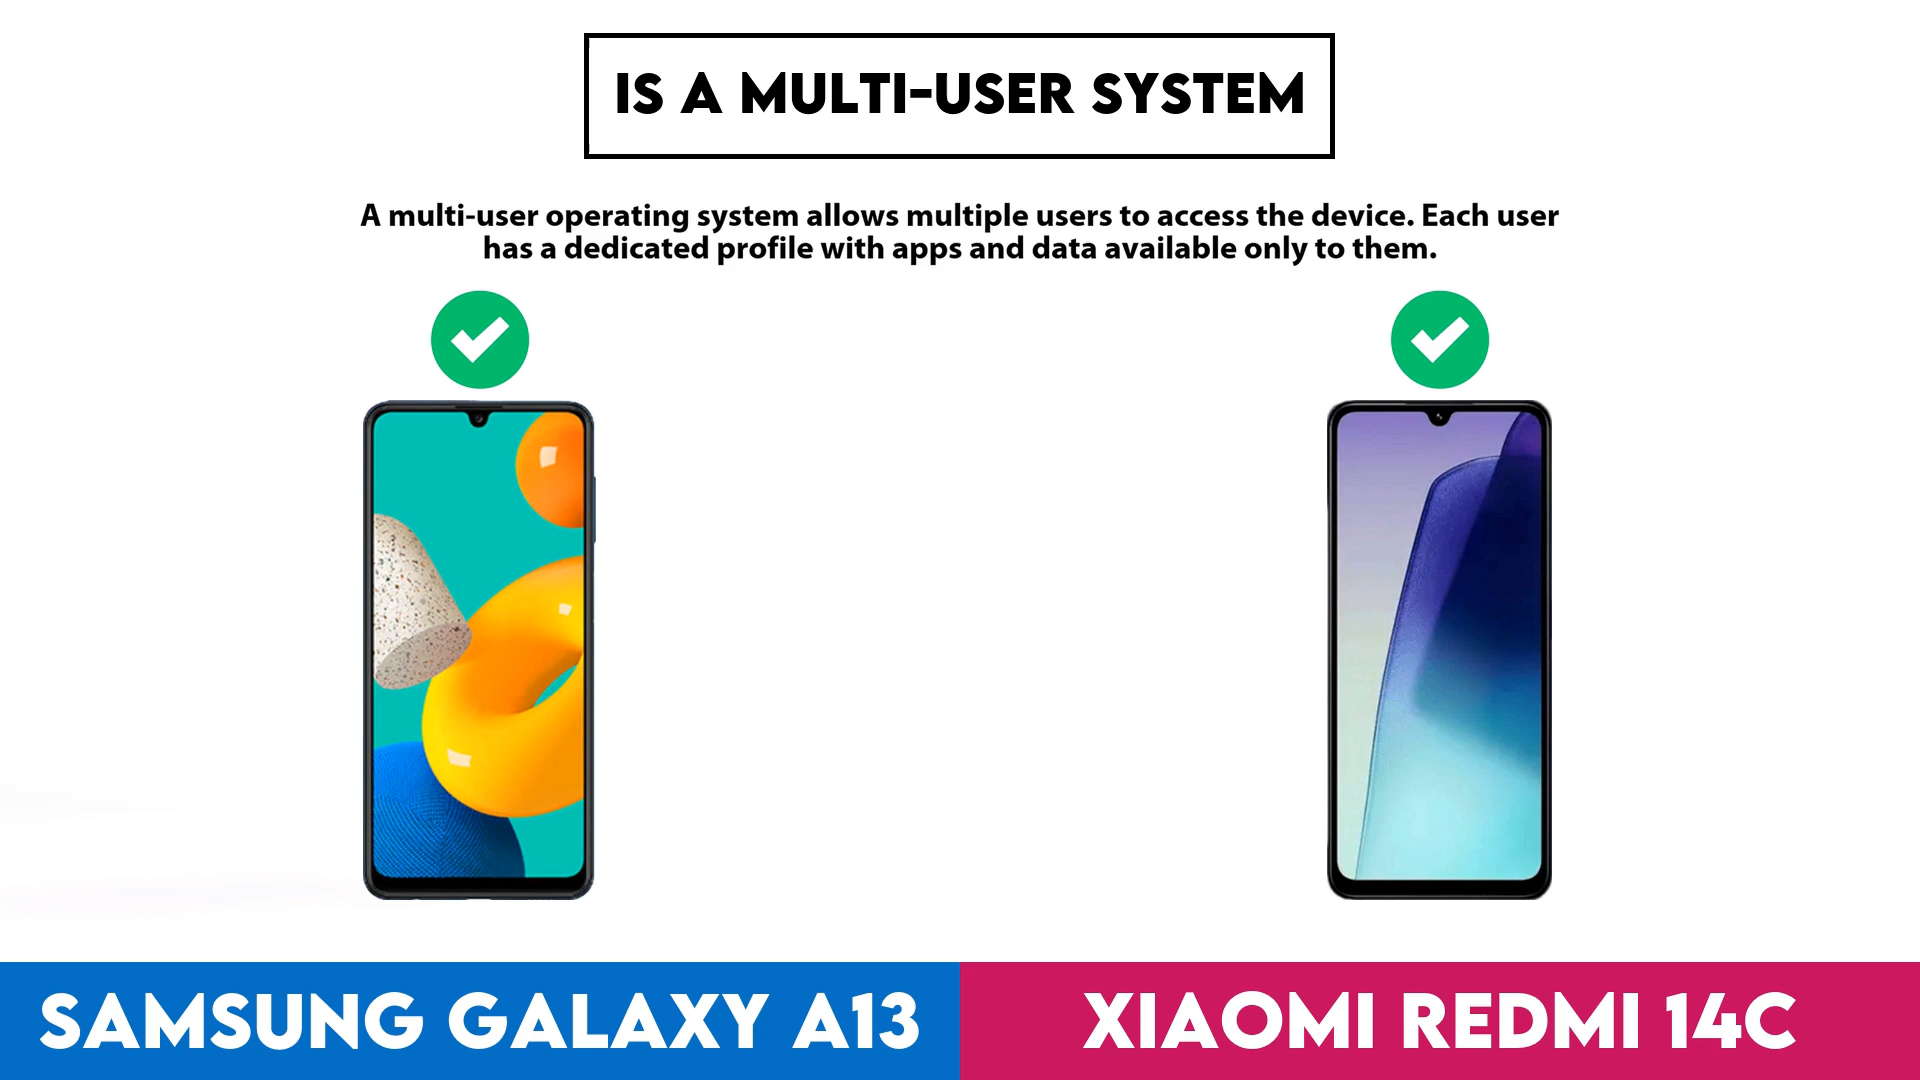 IS A MULTI-USER SYSTEM
A multi-user operating system allows multiple users to access the device. Each user
has a dedicated profile with apps and data available only to them.
SAMSUNG GALAXY A13
XIAOMI REDMI 14C